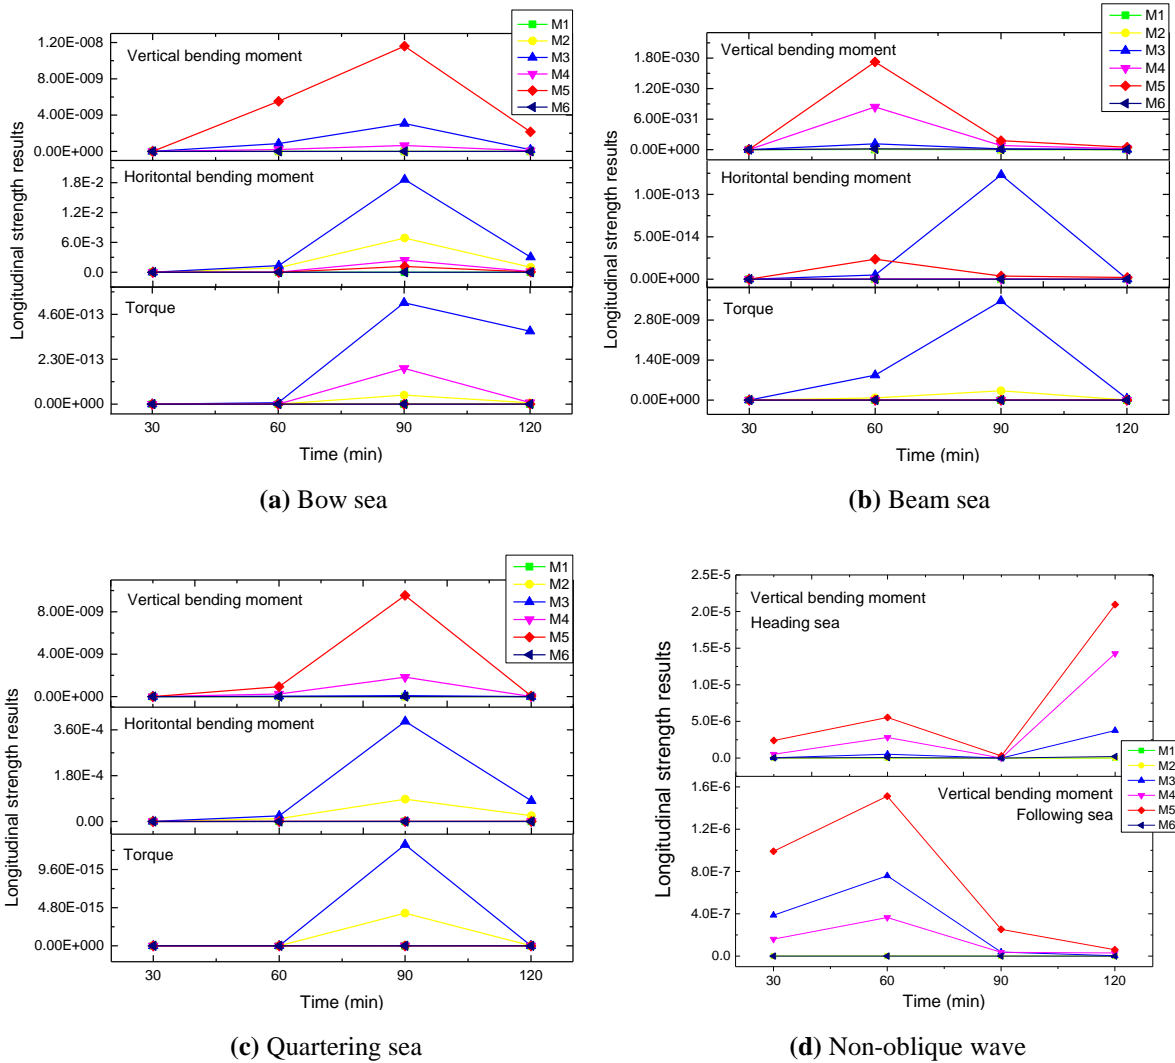 M1
M2
M3
M4
M5
M6
Vertical bending moment
1.20E-008
8.00E-009
4.00E-009
0.00E+000
Horitontal bending moment
1.8E-2
1.2E-2
6.0E-3
0.0
Torque
4.60E-013
2.30E-013
0.00E+000
Longitudinal strength results
30 60 90 120
Time (min)
(a) Bow sea
M1
M2
M3
M4
M5
M6
Vertical bending moment
1.80E-030
1.20E-030
6.00E-031
0.00E+000
Horitontal bending moment
1.00E-013
5.00E-014
0.00E+000
Torque
2.80E-009
1.40E-009
0.00E+000
Longitudinal strength results
30 60 90 120
Time (min)
(b) Beam sea
M1
M2
M3
M4
M5
M6
Vertical bending moment
8.00E-009
4.00E-009
0.00E+000
Horitontal bending moment
3.60E-4
1.80E-4
0.00
Torque
9.60E-015
4.80E-015
0.00E+000
Longitudinal strength results
30 60 90 120
Time (min)
(c) Quartering sea
2.5E-5
2.0E-5
1.5E-5
1.0E-5
5.0E-6
0.0
Vertical bending moment
Heading sea
M1
M2
M3
M4
M5
M6
1.6E-6
1.2E-6
8.0E-7
4.0E-7
0.0
Vertical bending moment
Following sea
Longitudinal strength results
30 60 90 120
Time (min)
(d) Non-oblique wave